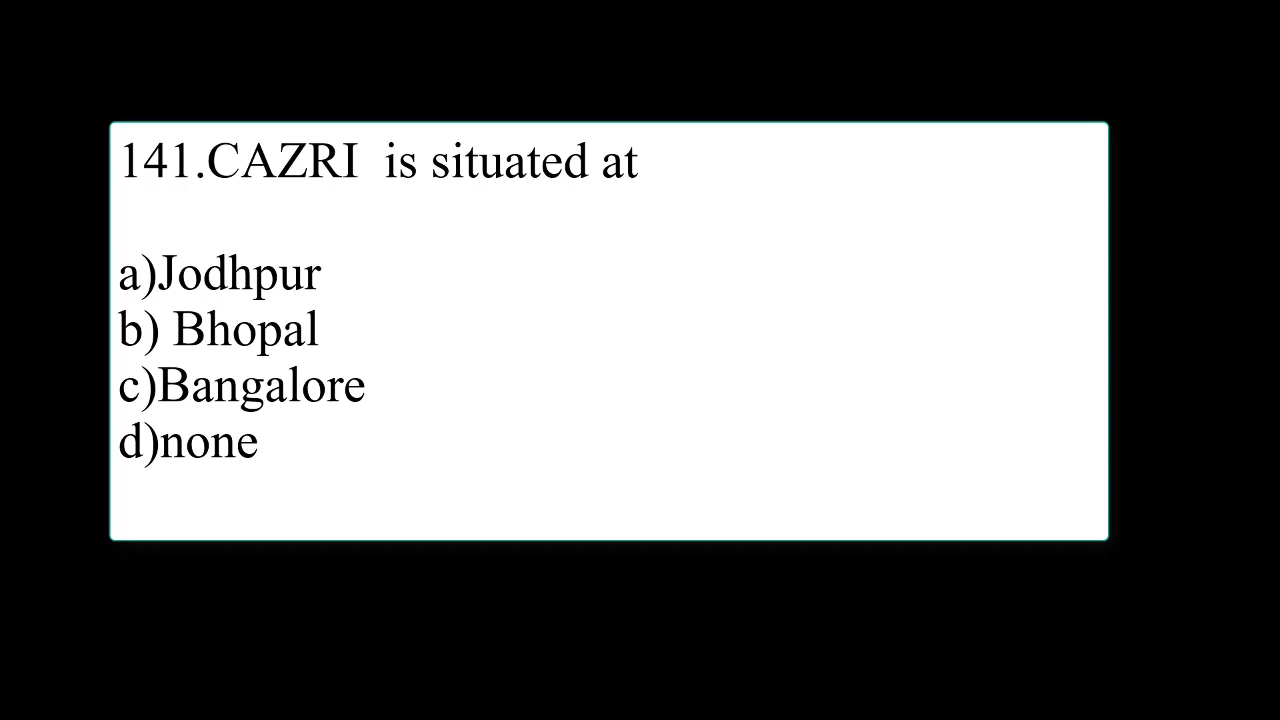 141.CAZRI  is situated at
a)Jodhpur
b) Bhopal
c)Bangalore
d)none